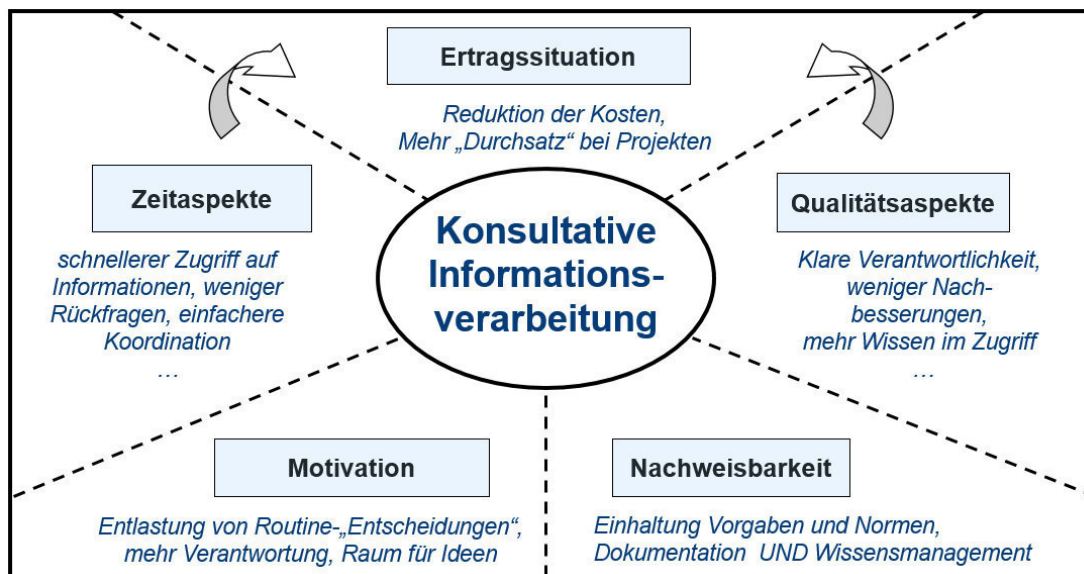 Ertragssituation
Reduktion der Kosten,
Mehr „Durchsatz“ bei Projekten
Zeitaspekte
schnellerer Zugriff auf
Informationen, weniger
Rückfragen, einfachere
Koordination
…
Konsultative
Informations-
verarbeitung
Qualitätsaspekte
Klare Verantwortlichkeit,
weniger Nach-
besserungen,
mehr Wissen im Zugriff
…
Motivation
Entlastung von Routine-„Entscheidungen“,
mehr Verantwortung, Raum für Ideen
Nachweisbarkeit
Einhaltung Vorgaben und Normen,
Dokumentation UND Wissensmanagement